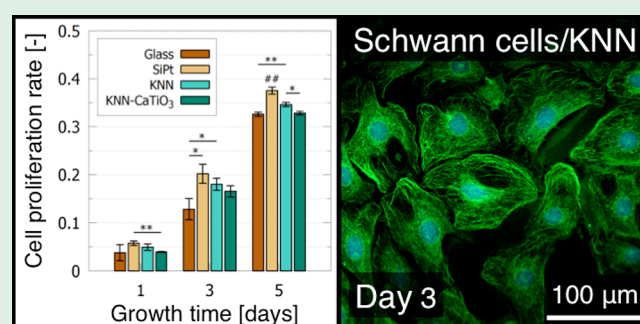 Cell proliferation rate [-]
0.5
0.4
0.3
0.2
0.1
0
Glass
SiPt
KNN
KNN-CaTiO₃
**
*
*
**
##
*
1 3 5
Growth time [days]
Schwann cells/KNN
Day 3
100 µm